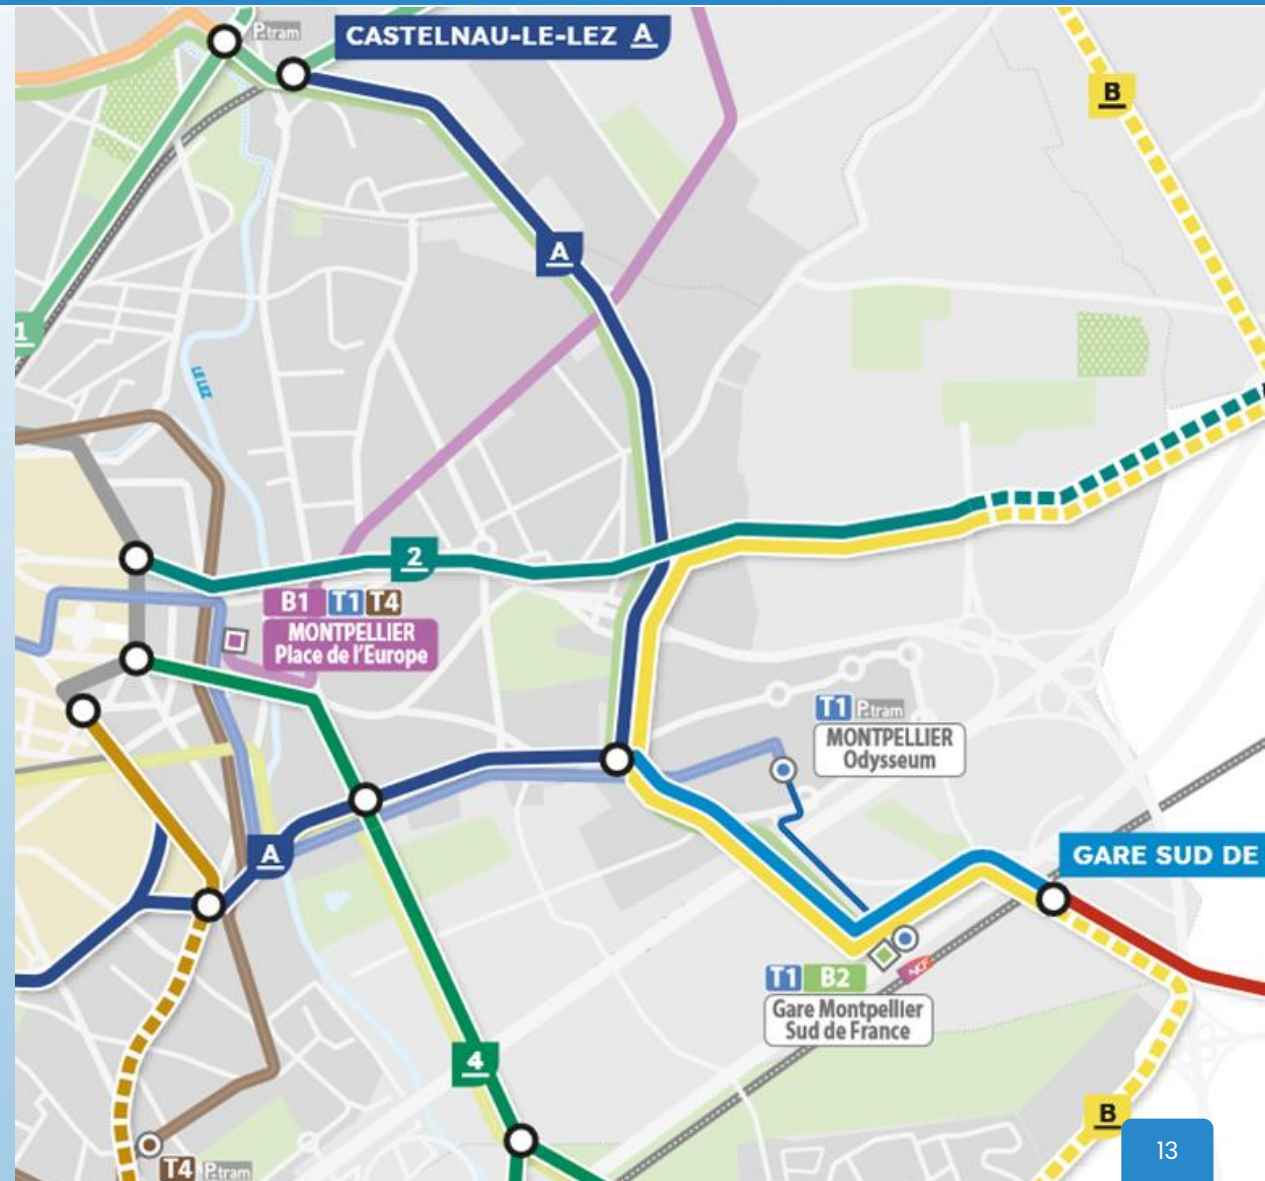 P.tram
CASTELNAU-LE-LEZ A
B
A
1
LE LEZ
2
B1 T1 T4
MONTPELLIER
Place de l'Europe
T1 P.tram
MONTPELLIER
Odysseum
A
GARE SUD DE
T1 B2
Gare Montpellier
Sud de France
4
B
13
T4 P.tram